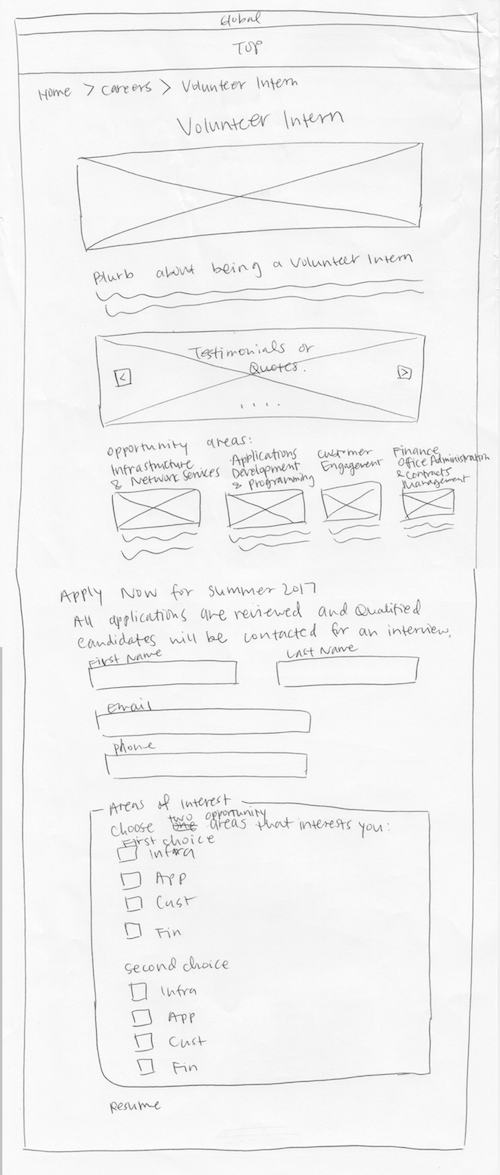 Global
TOP
Home > Careers > Volunteer Intern
Volunteer Intern
Blurb about being a Volunteer Intern
Testimonials or
Quotes.
< >
....
Opportunity areas:
Infrastructure
& Network Services
Applications
Development
& Programming
Customer
Engagement
Finance
Office Administration
& Contracts
Management
Apply Now for Summer 2017
All applications are reviewed and Qualified
candidates will be contacted for an interview.
First Name
Last Name
Email
Phone
Areas of Interest
two opportunity
Choose one areas that interests you:
First choice
Infra
App
Cust
Fin
Second choice
Infra
App
Cust
Fin
Resume